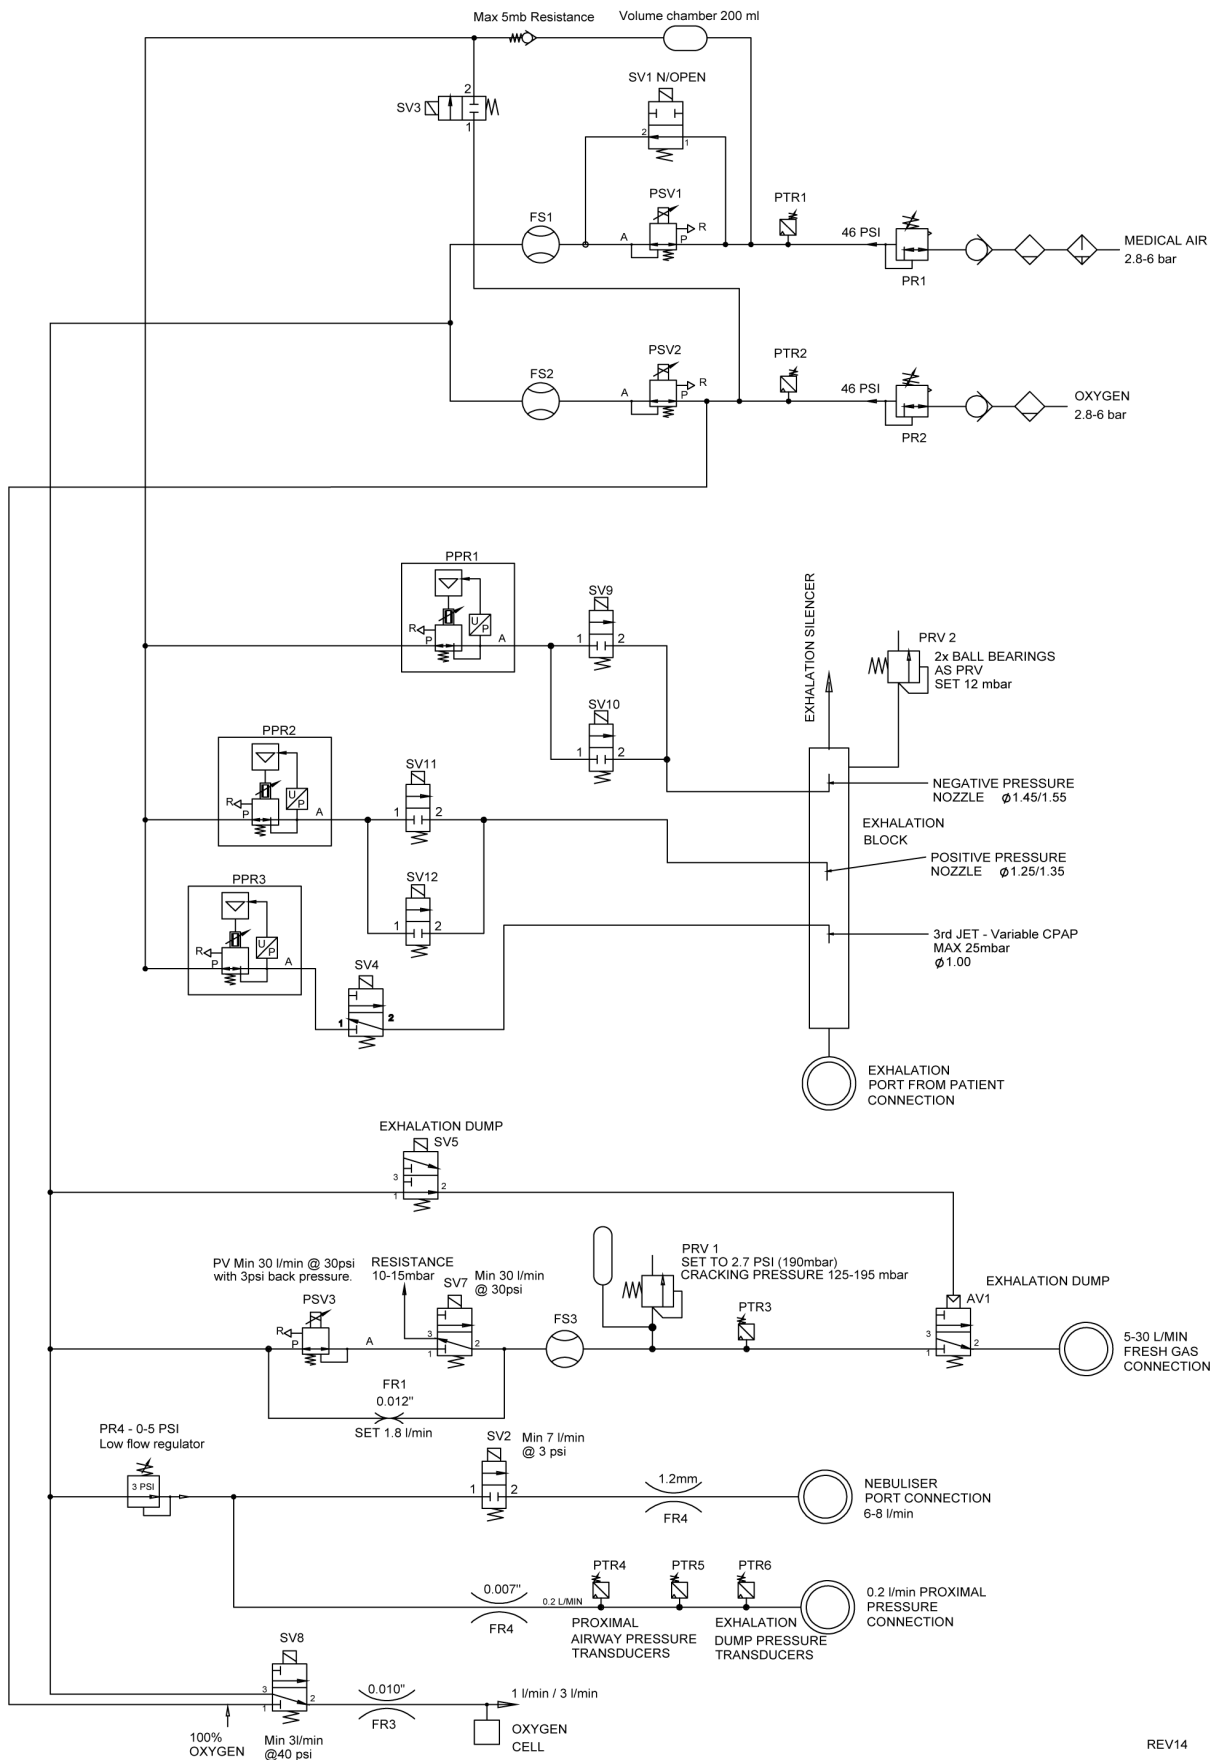 Max 5mb Resistance
Volume chamber 200 ml
SV1 N/OPEN
2
SV3
1
2
1
PSV1
PTR1
FS1
A
R
P
46 PSI
MEDICAL AIR
2.8-6 bar
PR1
PSV2
PTR2
FS2
A
R
P
46 PSI
OXYGEN
2.8-6 bar
PR2
PPR1
U
P
R
P
A
SV9
1
2
SV10
1
2
EXHALATION SILENCER
PRV 2
2x BALL BEARINGS
AS PRV
SET 12 mbar
PPR2
U
P
R
P
A
SV11
1
2
SV12
1
2
NEGATIVE PRESSURE
NOZZLE ϕ1.45/1.55
EXHALATION
BLOCK
POSITIVE PRESSURE
NOZZLE ϕ1.25/1.35
PPR3
U
P
R
P
A
SV4
1
2
3rd JET - Variable CPAP
MAX 25mbar
ϕ1.00
EXHALATION
PORT FROM PATIENT
CONNECTION
EXHALATION DUMP
SV5
3
1
2
PV Min 30 l/min @ 30psi
with 3psi back pressure.
PSV3
R
P
A
RESISTANCE
10-15mbar
SV7
3
1
2
Min 30 l/min
@ 30psi
FS3
PRV 1
SET TO 2.7 PSI (190mbar)
CRACKING PRESSURE 125-195 mbar
PTR3
EXHALATION DUMP
AV1
3
1
2
5-30 L/MIN
FRESH GAS
CONNECTION
FR1
0.012"
SET 1.8 l/min
PR4 - 0-5 PSI
Low flow regulator
3 PSI
SV2
1
2
Min 7 l/min
@ 3 psi
1.2mm
FR4
NEBULISER
PORT CONNECTION
6-8 l/min
0.007"
FR4
0.2 L/MIN
PTR4
PTR5
PTR6
PROXIMAL
AIRWAY PRESSURE
TRANSDUCERS
EXHALATION
DUMP PRESSURE
TRANSDUCERS
0.2 l/min PROXIMAL
PRESSURE
CONNECTION
SV8
3
1
2
100%
OXYGEN
Min 3l/min
@40 psi
0.010"
FR3
1 l/min / 3 l/min
OXYGEN
CELL
REV14